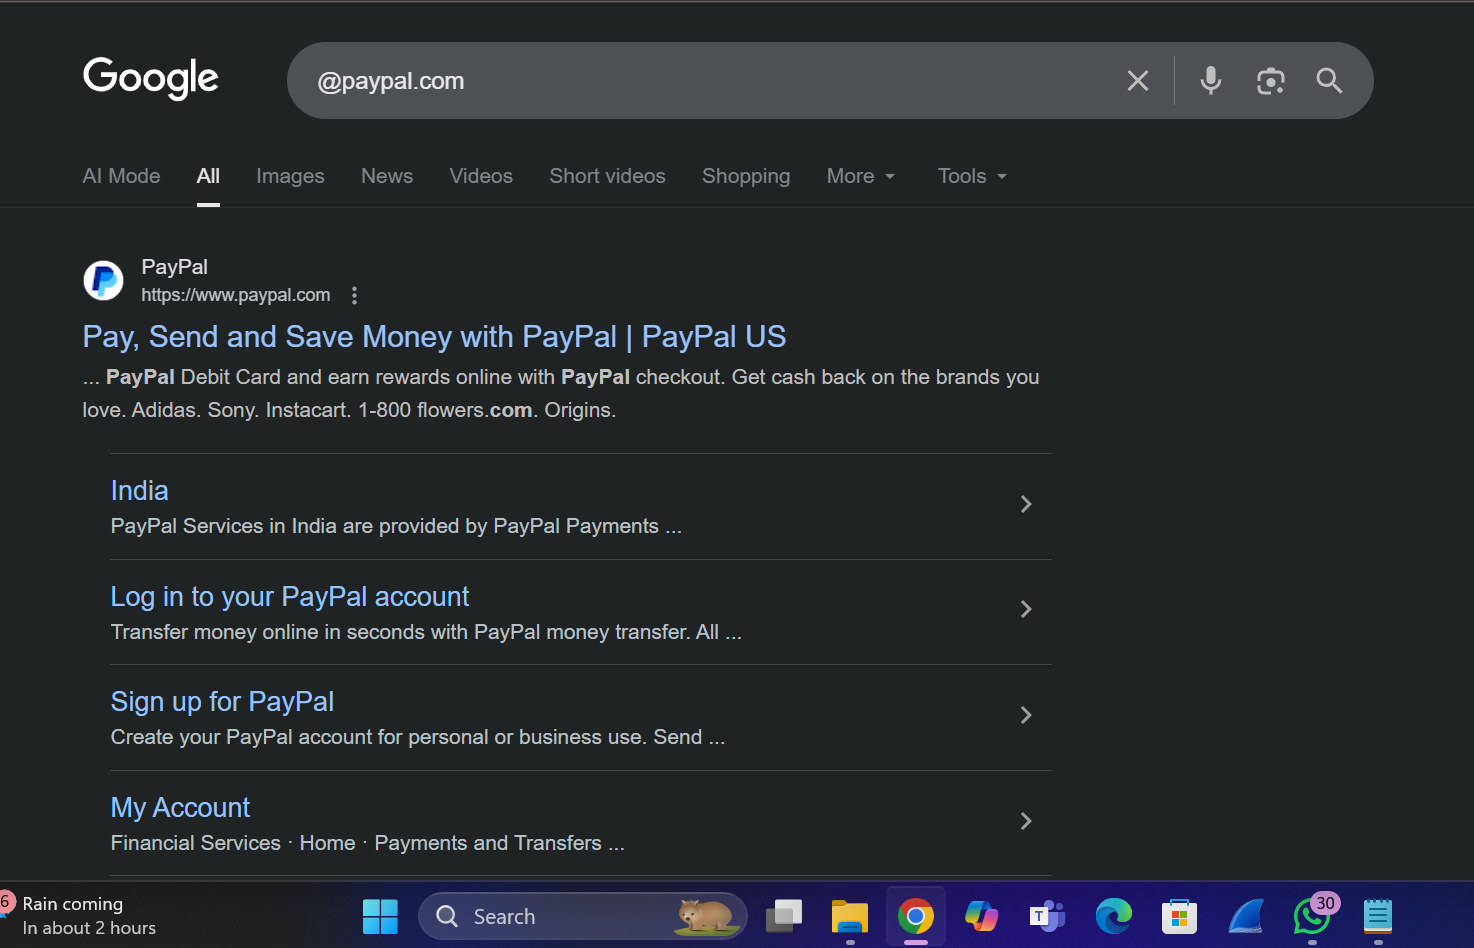 Google
@paypal.com
AI Mode
All
Images
News
Videos
Short videos
Shopping
More
Tools
PayPal
https://www.paypal.com
Pay, Send and Save Money with PayPal | PayPal US
... PayPal Debit Card and earn rewards online with PayPal checkout. Get cash back on the brands you
love. Adidas. Sony. Instacart. 1-800 flowers.com. Origins.
India
PayPal Services in India are provided by PayPal Payments ...
Log in to your PayPal account
Transfer money online in seconds with PayPal money transfer. All ...
Sign up for PayPal
Create your PayPal account for personal or business use. Send ...
My Account
Financial Services · Home · Payments and Transfers ...
6
Rain coming
In about 2 hours
Search
T
30